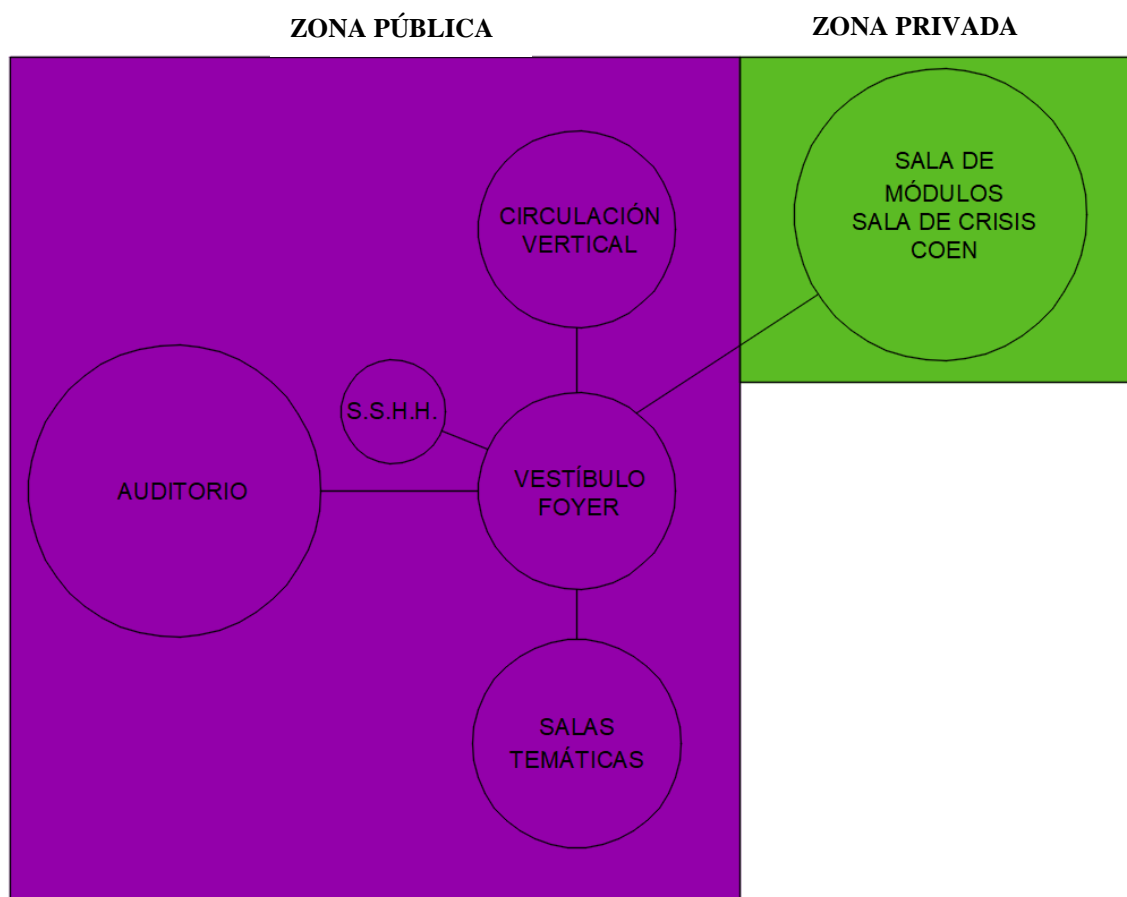 ZONA PÚBLICA
ZONA PRIVADA
SALA DE
MÓDULOS
SALA DE CRISIS
COEN
CIRCULACIÓN
VERTICAL
S.S.H.H.
AUDITORIO
VESTÍBULO
FOYER
SALAS
TEMÁTICAS